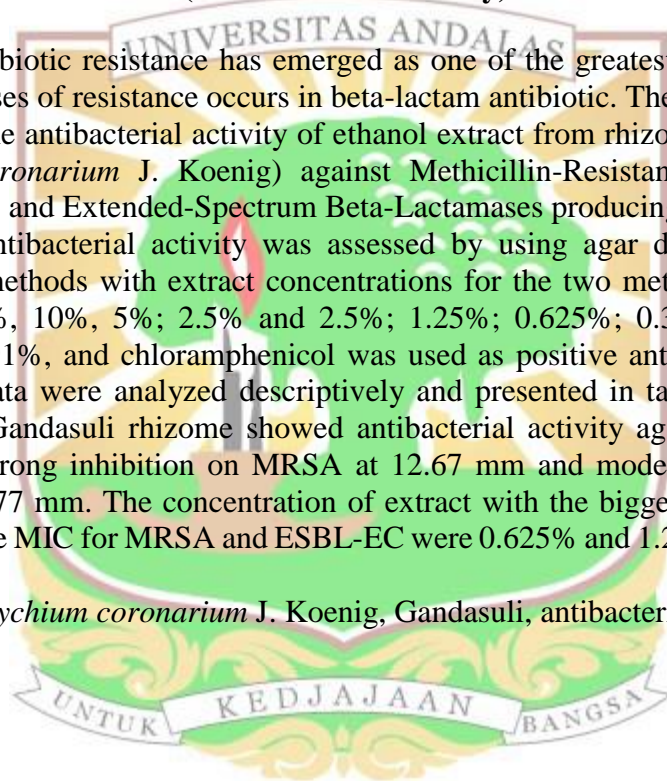 UNIVERSITAS ANDALAS
biotic resistance has emerged as one of the greatest
ses of resistance occurs in beta-lactam antibiotic. The
e antibacterial activity of ethanol extract from rhizo
ronarium J. Koenig) against Methicillin-Resistan
and Extended-Spectrum Beta-Lactamases producing
ntibacterial activity was assessed by using agar d
nethods with extract concentrations for the two met
%, 10%, 5%; 2.5% and 2.5%; 1.25%; 0.625%; 0.3
1%, and chloramphenicol was used as positive ant
ata were analyzed descriptively and presented in ta
Gandasuli rhizome showed antibacterial activity ag
rong inhibition on MRSA at 12.67 mm and mode
77 mm. The concentration of extract with the bigge
e MIC for MRSA and ESBL-EC were 0.625% and 1.2
ychium coronarium J. Koenig, Gandasuli, antibacteri
UNTUK KEDJAJAAN BANGSA